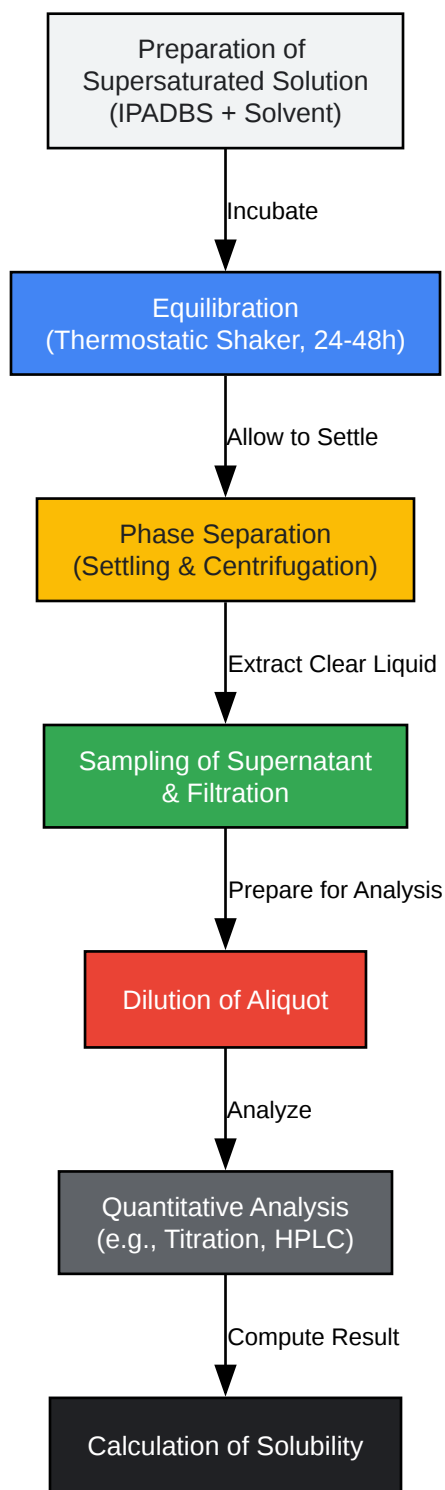 Preparation of
Supersaturated Solution
(IPADBS + Solvent)
Incubate
Equilibration
(Thermostatic Shaker, 24-48h)
Allow to Settle
Phase Separation
(Settling & Centrifugation)
Extract Clear Liquid
Sampling of Supernatant
& Filtration
Prepare for Analysis
Dilution of Aliquot
Analyze
Quantitative Analysis
(e.g., Titration, HPLC)
Compute Result
Calculation of Solubility